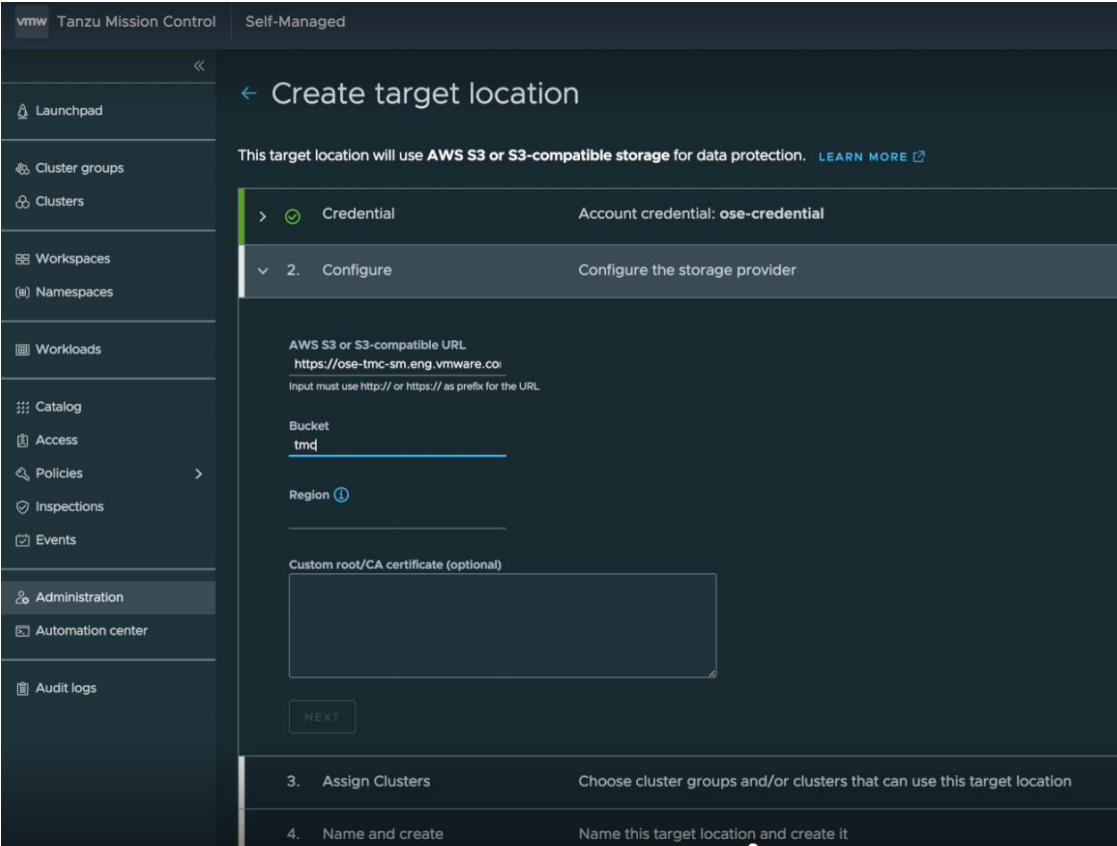 vmw Tanzu Mission Control Self-Managed
Launchpad
Cluster groups
Clusters
Workspaces
Namespaces
Workloads
Catalog
Access
Policies
Inspections
Events
Administration
Automation center
Audit logs
Create target location
This target location will use AWS S3 or S3-compatible storage for data protection. LEARN MORE
Credential Account credential: ose-credential
2. Configure Configure the storage provider
AWS S3 or S3-compatible URL
https://ose-tmc-sm.eng.vmware.co
Input must use http:// or https:// as prefix for the URL
Bucket
tmc
Region
Custom root/CA certificate (optional)
NEXT
3. Assign Clusters Choose cluster groups and/or clusters that can use this target location
4. Name and create Name this target location and create it